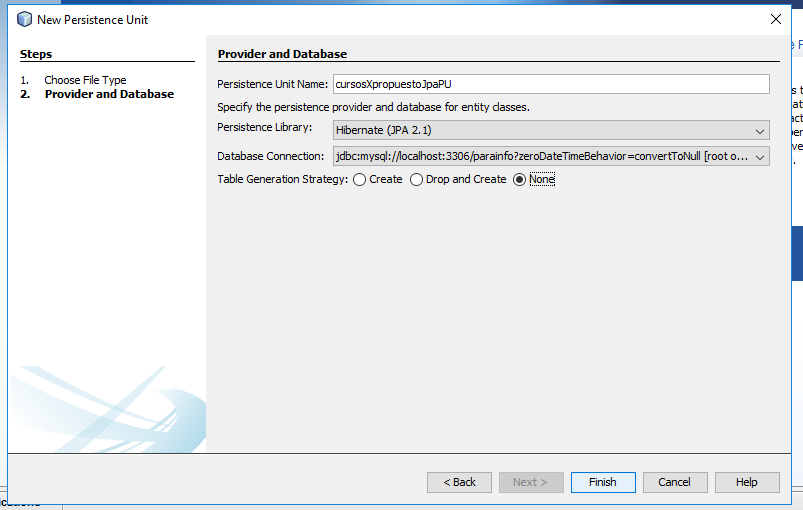 New Persistence Unit
Steps
1. Choose File Type
2. Provider and Database
Provider and Database
Persistence Unit Name: cursosXpropuestoJpaPU
Specify the persistence provider and database for entity classes.
Persistence Library: Hibernate (JPA 2.1)
Database Connection: jdbc:mysql://localhost:3306/parainfo?zeroDateTimeBehavior=convertToNull [root o...
Table Generation Strategy: Create Drop and Create None
< Back Next > Finish Cancel Help